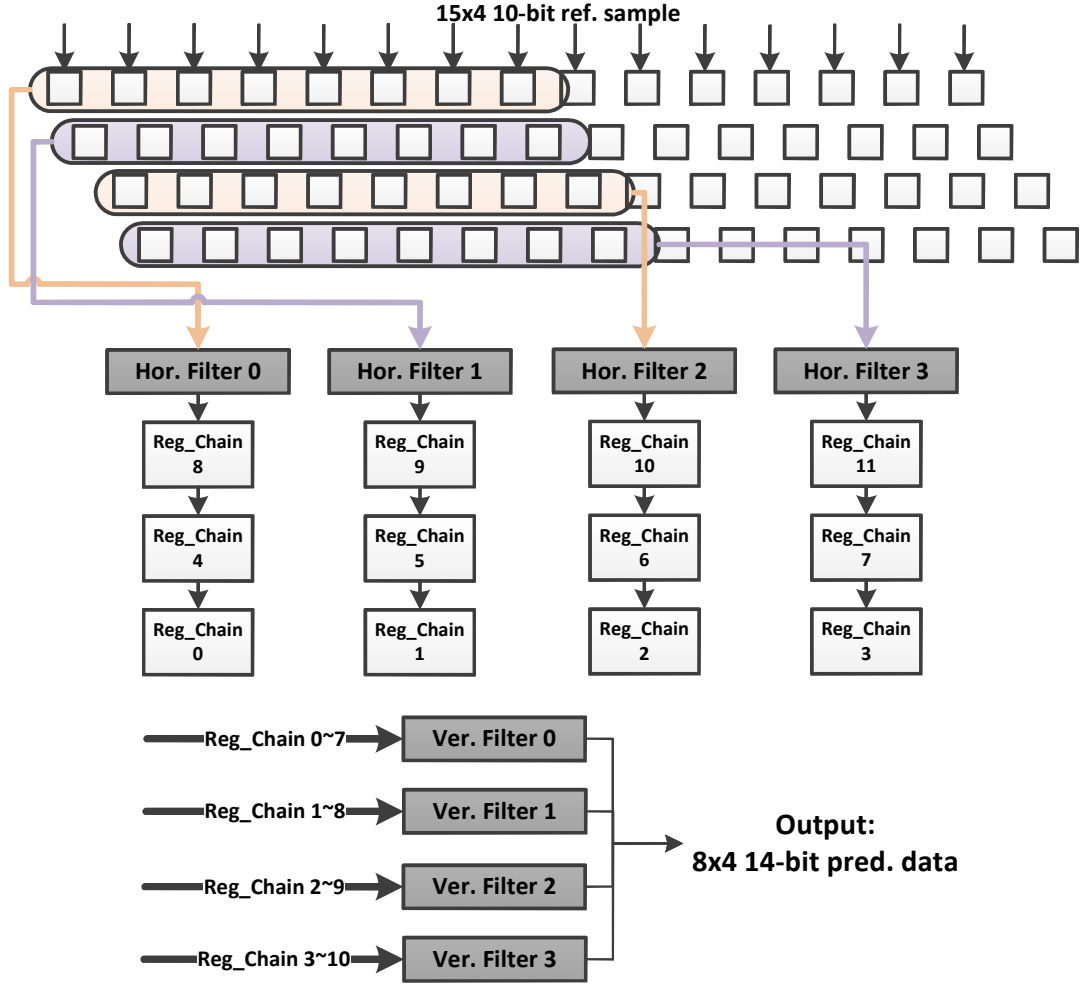 15x4 10-bit ref. sample
Hor. Filter 0
Hor. Filter 1
Hor. Filter 2
Hor. Filter 3
Reg_Chain
8
Reg_Chain
9
Reg_Chain
10
Reg_Chain
11
Reg_Chain
4
Reg_Chain
5
Reg_Chain
6
Reg_Chain
7
Reg_Chain
0
Reg_Chain
1
Reg_Chain
2
Reg_Chain
3
Reg_Chain 0~7
Ver. Filter 0
Reg_Chain 1~8
Ver. Filter 1
Reg_Chain 2~9
Ver. Filter 2
Reg_Chain 3~10
Ver. Filter 3
Output:
8x4 14-bit pred. data